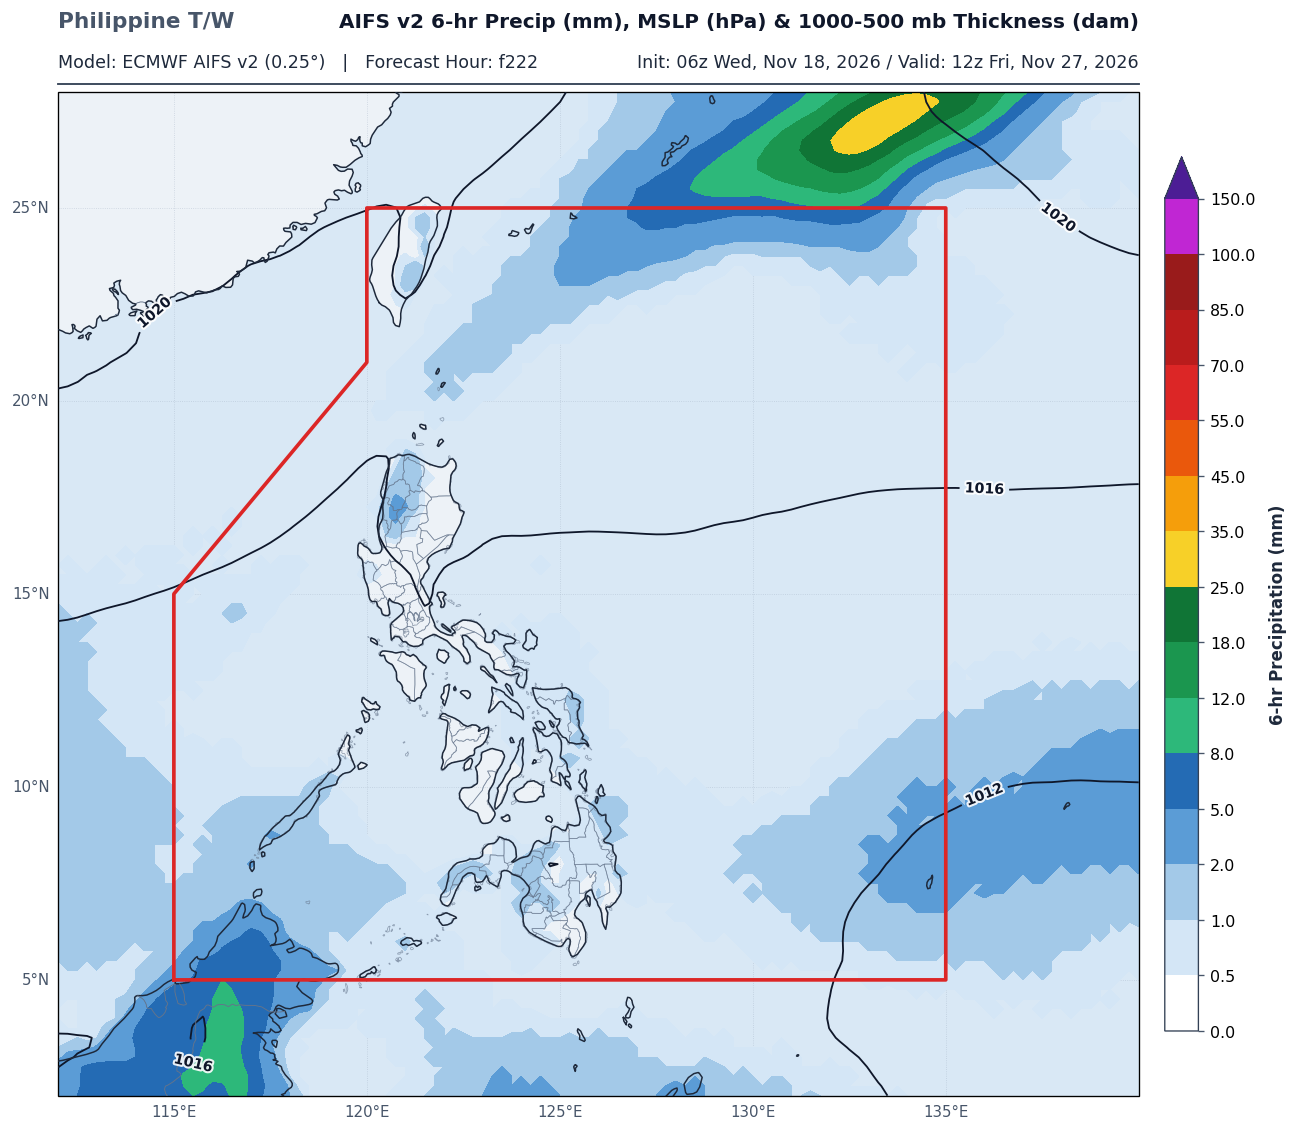 Philippine T/W
AIFS v2 6-hr Precip (mm), MSLP (hPa) & 1000-500 mb Thickness (dam)
Model: ECMWF AIFS v2 (0.25°) | Forecast Hour: f222
Init: 06z Wed, Nov 18, 2026 / Valid: 12z Fri, Nov 27, 2026
25°N
20°N
15°N
10°N
5°N
115°E
120°E
125°E
130°E
135°E
1020
1020
1016
1012
1016
150.0
100.0
85.0
70.0
55.0
45.0
35.0
25.0
18.0
12.0
8.0
5.0
2.0
1.0
0.5
0.0
6-hr Precipitation (mm)